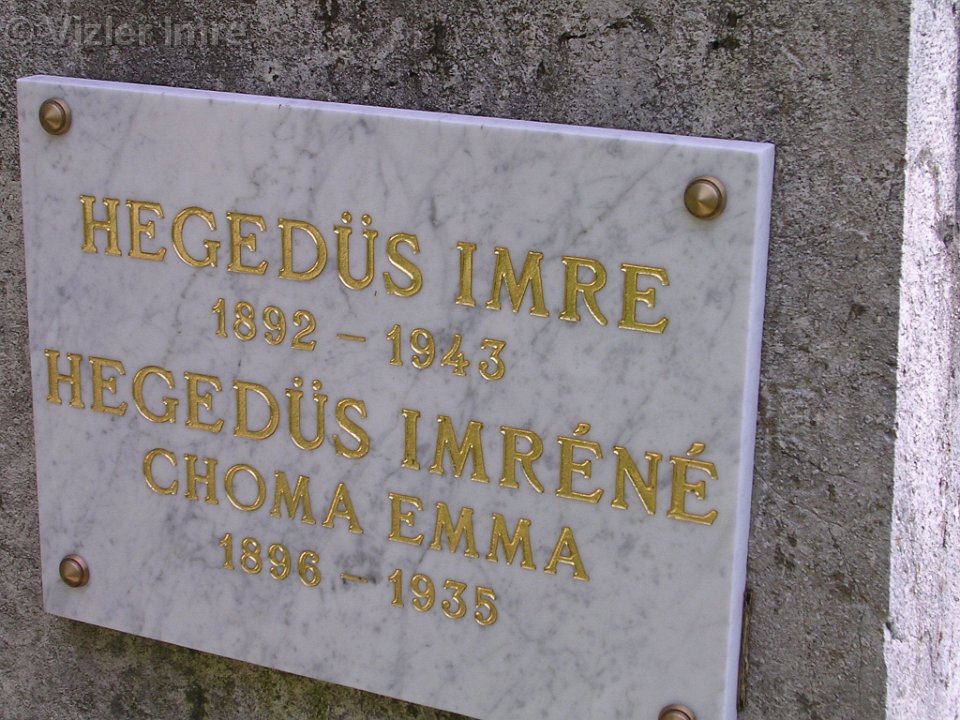 © Vizler Imre
HEGEDÜS IMRE
1892 – 1943
HEGEDÜS IMRÉNÉ
CHOMA EMMA
1896 – 1935